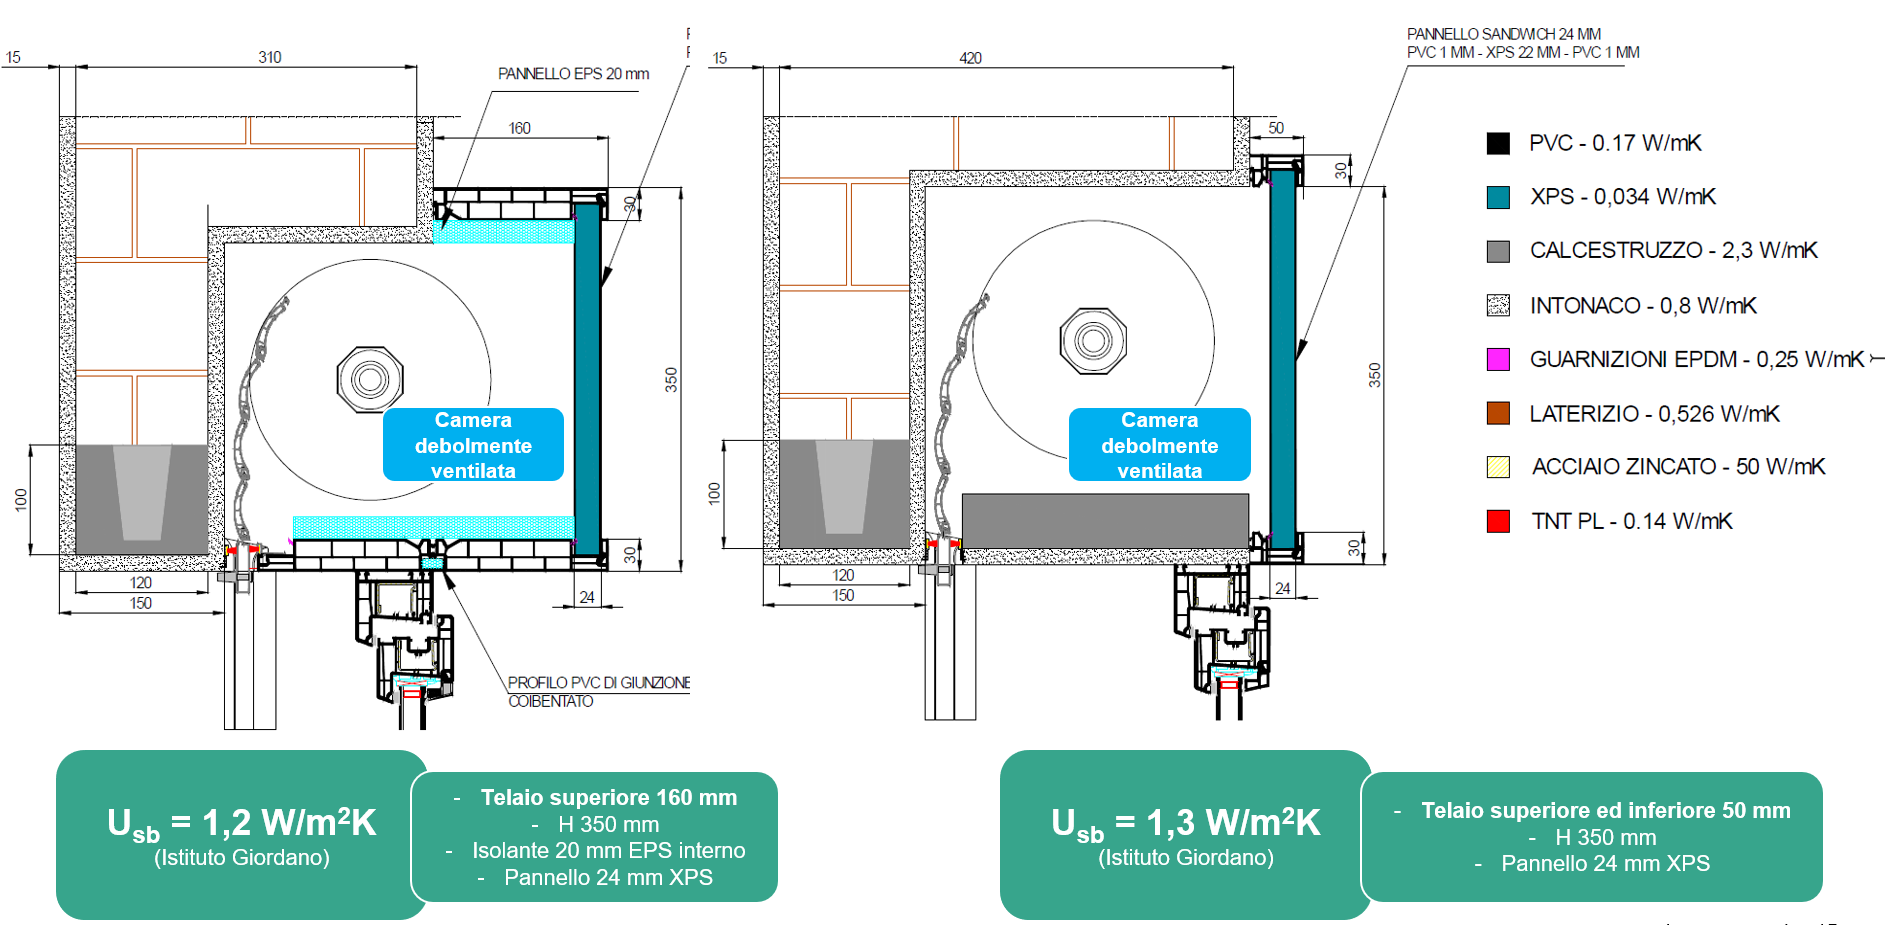 15
310
PANNELLO EPS 20 mm
160
30
350
100
120
150
30
24
Camera
debolmente
ventilata
PROFILO PVC DI GIUNZIONE
COIBENTATO
15
420
PANNELLO SANDWICH 24 MM
PVC 1 MM - XPS 22 MM - PVC 1 MM
50
30
350
100
120
150
30
24
Camera
debolmente
ventilata
PVC - 0.17 W/mK
XPS - 0,034 W/mK
CALCESTRUZZO - 2,3 W/mK
INTONACO - 0,8 W/mK
GUARNIZIONI EPDM - 0,25 W/mK
LATERIZIO - 0,526 W/mK
ACCIAIO ZINCATO - 50 W/mK
TNT PL - 0.14 W/mK
Usb = 1,2 W/m²K
(Istituto Giordano)
- Telaio superiore 160 mm
- H 350 mm
- Isolante 20 mm EPS interno
- Pannello 24 mm XPS
Usb = 1,3 W/m²K
(Istituto Giordano)
- Telaio superiore ed inferiore 50 mm
- H 350 mm
- Pannello 24 mm XPS